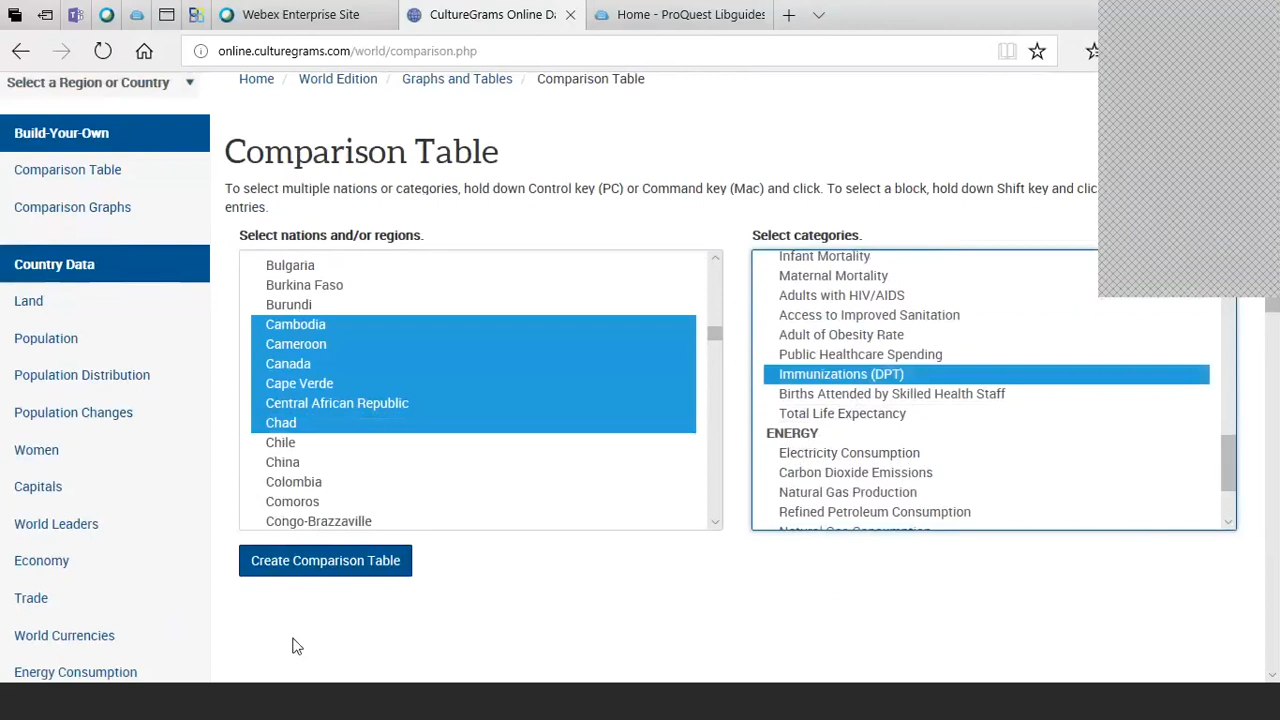 Webex Enterprise Site
CultureGrams Online Da
Home - ProQuest Libguides
online.culturegrams.com/world/comparison.php
Select a Region or Country
Home / World Edition / Graphs and Tables / Comparison Table
Build-Your-Own
Comparison Table
Comparison Graphs
Country Data
Land
Population
Population Distribution
Population Changes
Women
Capitals
World Leaders
Economy
Trade
World Currencies
Energy Consumption
Comparison Table
To select multiple nations or categories, hold down Control key (PC) or Command key (Mac) and click. To select a block, hold down Shift key and clic
entries.
Select nations and/or regions.
Bulgaria
Burkina Faso
Burundi
Cambodia
Cameroon
Canada
Cape Verde
Central African Republic
Chad
Chile
China
Colombia
Comoros
Congo-Brazzaville
Create Comparison Table
Select categories.
Infant Mortality
Maternal Mortality
Adults with HIV/AIDS
Access to Improved Sanitation
Adult of Obesity Rate
Public Healthcare Spending
Immunizations (DPT)
Births Attended by Skilled Health Staff
Total Life Expectancy
ENERGY
Electricity Consumption
Carbon Dioxide Emissions
Natural Gas Production
Refined Petroleum Consumption
Natural Gas Consumption